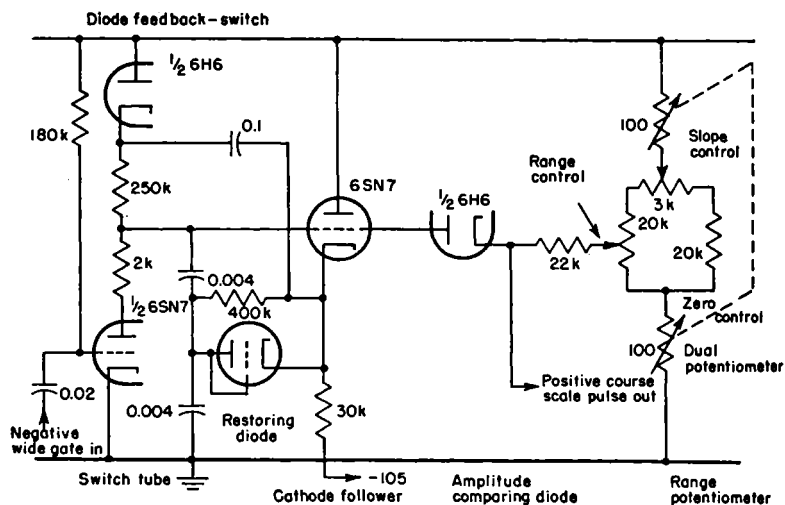 Diode feedback-switch
½ 6H6
180k
0.1
100
Slope
control
250k
6SN7
½ 6H6
Range
control
3k
20k
20k
2k
0.004
22k
½ 6SN7
400k
Zero
control
100
Dual
potentiometer
0.02
0.004
Restoring
diode
30k
Positive course
scale pulse out
Negative
wide gate in
Switch tube
-105
Cathode follower
Amplitude
comparing diode
Range
potentiometer